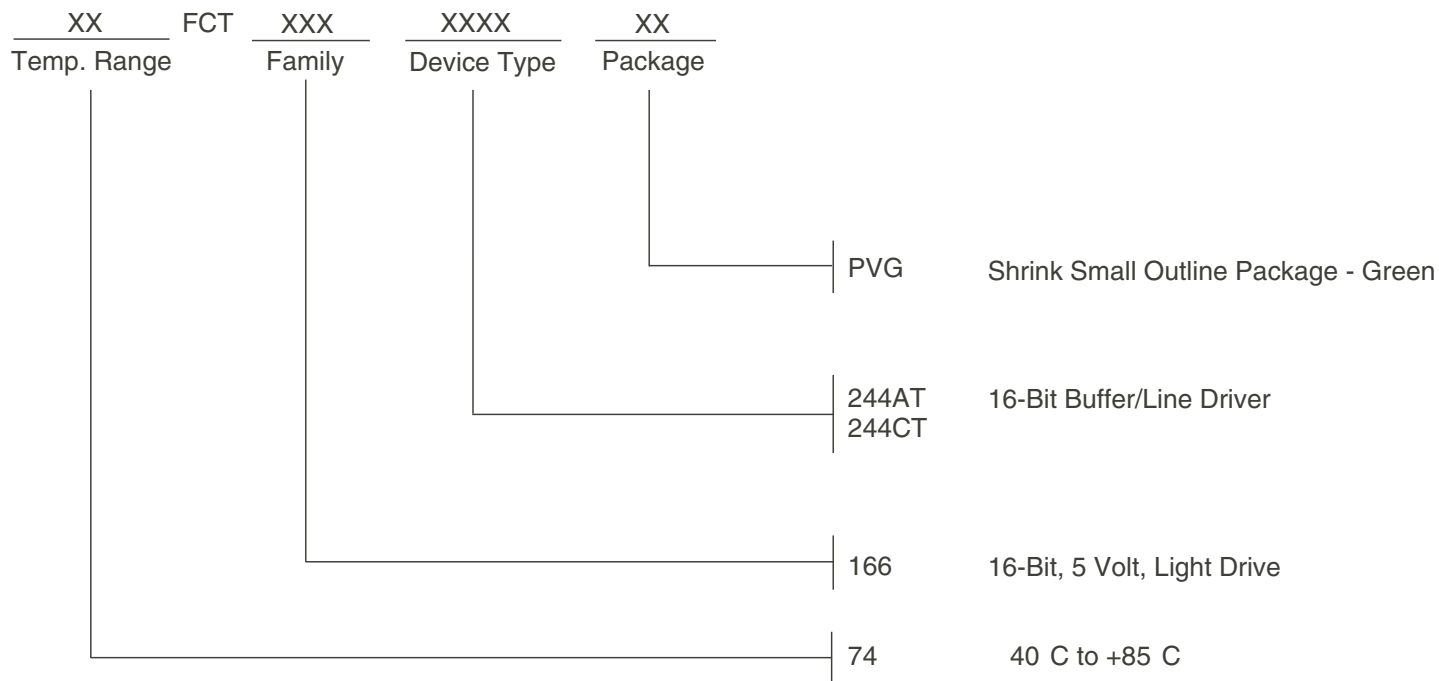 XX FCT XXX XXXX XX
Temp. Range Family Device Type Package
PVG Shrink Small Outline Package - Green
244AT 16-Bit Buffer/Line Driver
244CT
166 16-Bit, 5 Volt, Light Drive
74 40 C to +85 C